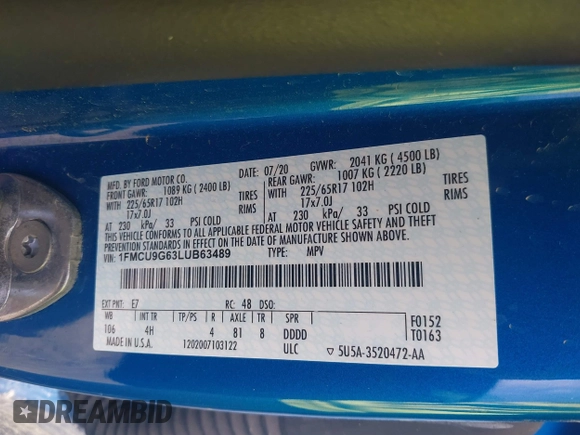 MFD. BY FORD MOTOR CO. DATE: 07/20 GVWR: 2041 KG ( 4500 LB)
FRONT GAWR: 1089 KG ( 2400 LB) REAR GAWR: 1007 KG ( 2220 LB)
WITH 225/65R17 102H TIRES WITH 225/65R17 102H TIRES
17x7.0J RIMS 17x7.0J RIMS
AT 230 kPa/ 33 PSI COLD AT 230 kPa/ 33 PSI COLD
THIS VEHICLE CONFORMS TO ALL APPLICABLE FEDERAL MOTOR VEHICLE SAFETY AND THEFT PREVENTION STANDARDS IN EFFECT ON THE DATE OF MANUFACTURE SHOWN ABOVE.
VIN: 1FMCU9G63LUB63489 TYPE: MPV
EXT PNT: E7 RC: 48 DSO:
WB INT TR TP/PS R AXLE TR SPR
106 4H 4 81 8 DDDD
F0152
T0163
MADE IN U.S.A. 1202007103122 ULC ▽ 5U5A-3520472-AA
DREAMBID